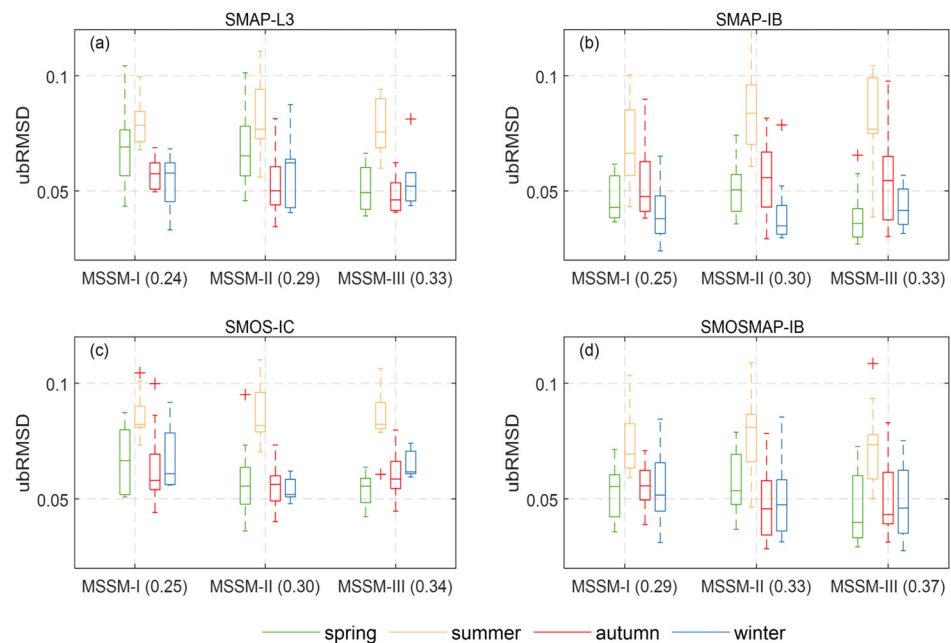 SMAP-L3
(a)
0.1
0.05
ubRMSD
MSSM-I (0.24) MSSM-II (0.29) MSSM-III (0.33)
SMAP-IB
(b)
0.1
0.05
ubRMSD
MSSM-I (0.25) MSSM-II (0.30) MSSM-III (0.33)
SMOS-IC
(c)
0.1
0.05
ubRMSD
MSSM-I (0.25) MSSM-II (0.30) MSSM-III (0.34)
SMOSMAP-IB
(d)
0.1
0.05
ubRMSD
MSSM-I (0.29) MSSM-II (0.33) MSSM-III (0.37)
spring summer autumn winter